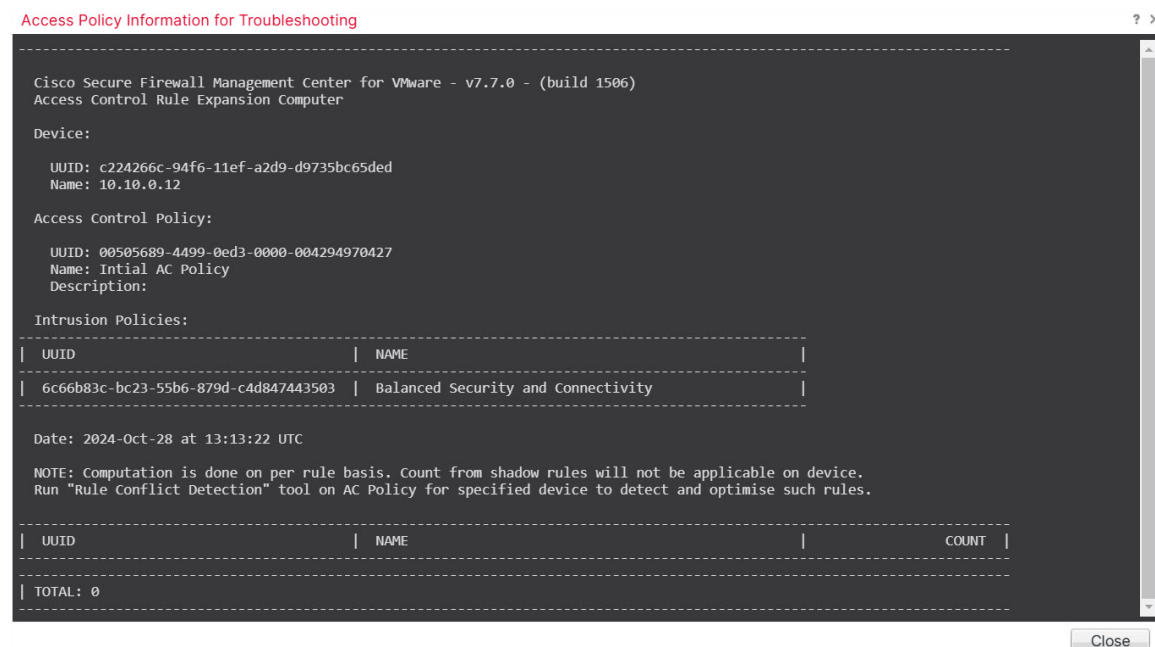 Access Policy Information for Troubleshooting ? X
Cisco Secure Firewall Management Center for VMware - v7.7.0 - (build 1506)
Access Control Rule Expansion Computer
Device:
UUID: c224266c-94f6-11ef-a2d9-d9735bc65ded
Name: 10.10.0.12
Access Control Policy:
UUID: 00505689-4499-0ed3-0000-004294970427
Name: Intial AC Policy
Description:
Intrusion Policies:
| UUID | NAME |
| 6c66b83c-bc23-55b6-879d-c4d847443503 | Balanced Security and Connectivity |
Date: 2024-Oct-28 at 13:13:22 UTC
NOTE: Computation is done on per rule basis. Count from shadow rules will not be applicable on device.
Run "Rule Conflict Detection" tool on AC Policy for specified device to detect and optimise such rules.
| UUID | NAME | COUNT |
| TOTAL: 0
Close